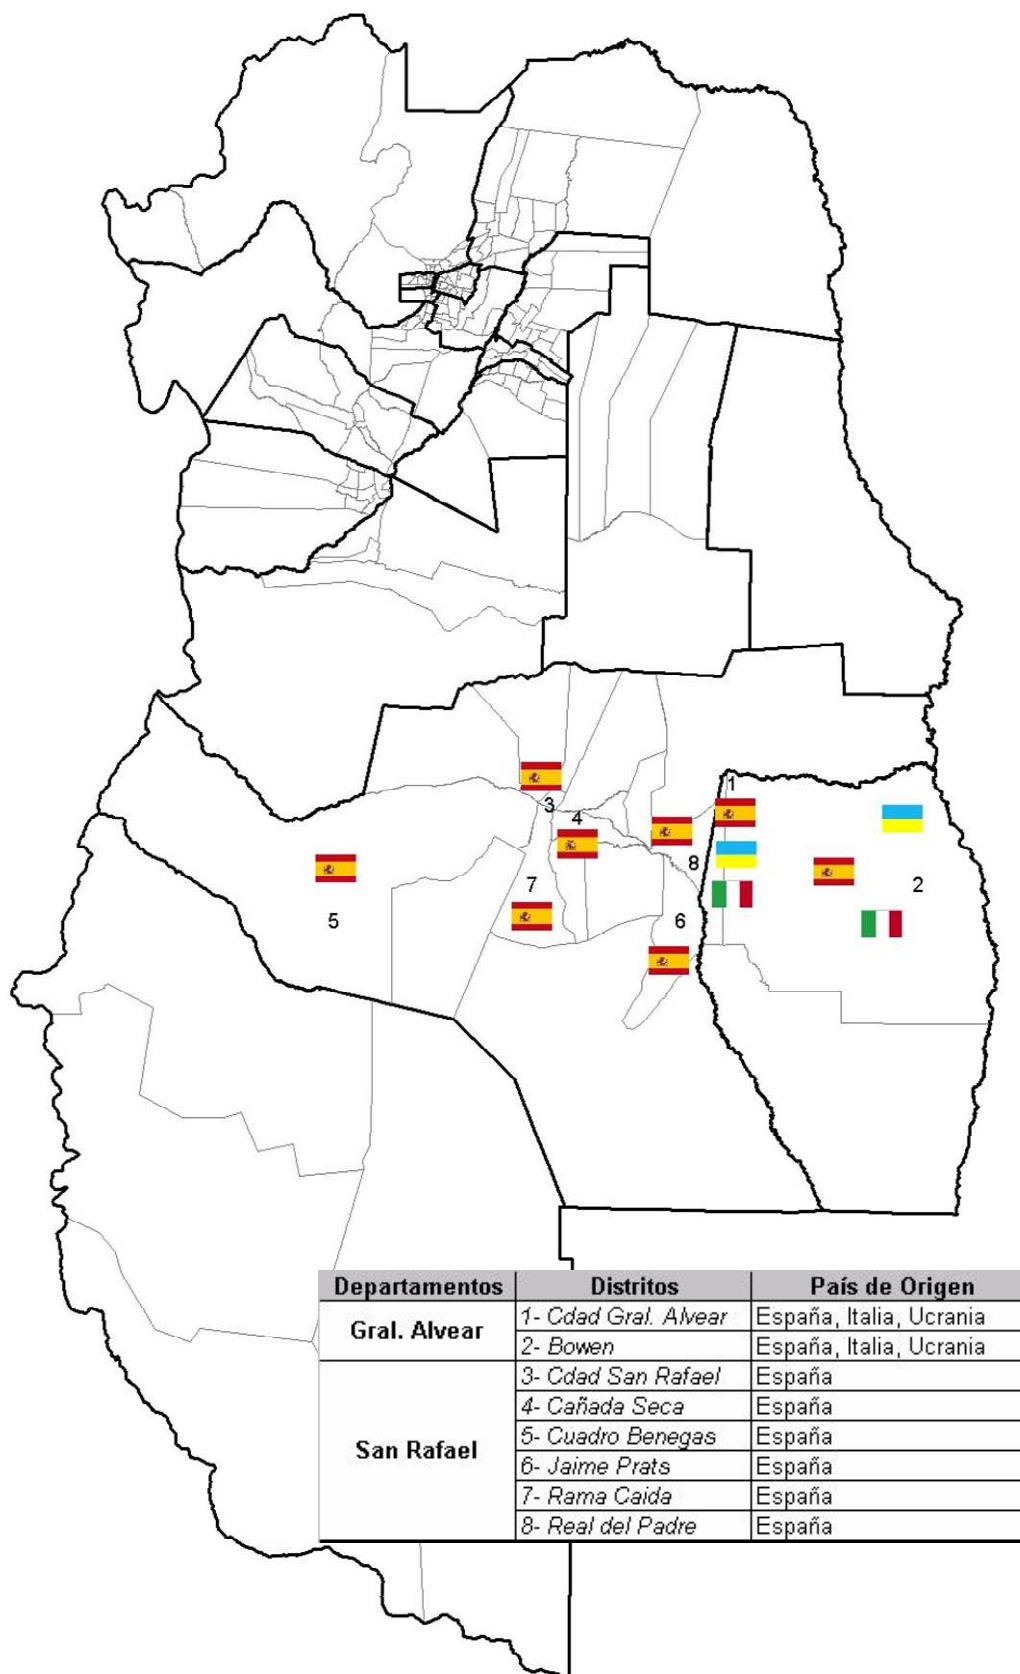 1
3
4
8
2
7
5
6
Departamentos Distritos País de Origen
Gral. Alvear
1- Cdad Gral. Alvear España, Italia, Ucrania
2- Bowen España, Italia, Ucrania
San Rafael
3- Cdad San Rafael España
4- Cañada Seca España
5- Cuadro Benegas España
6- Jaime Prats España
7- Rama Caida España
8- Real del Padre España